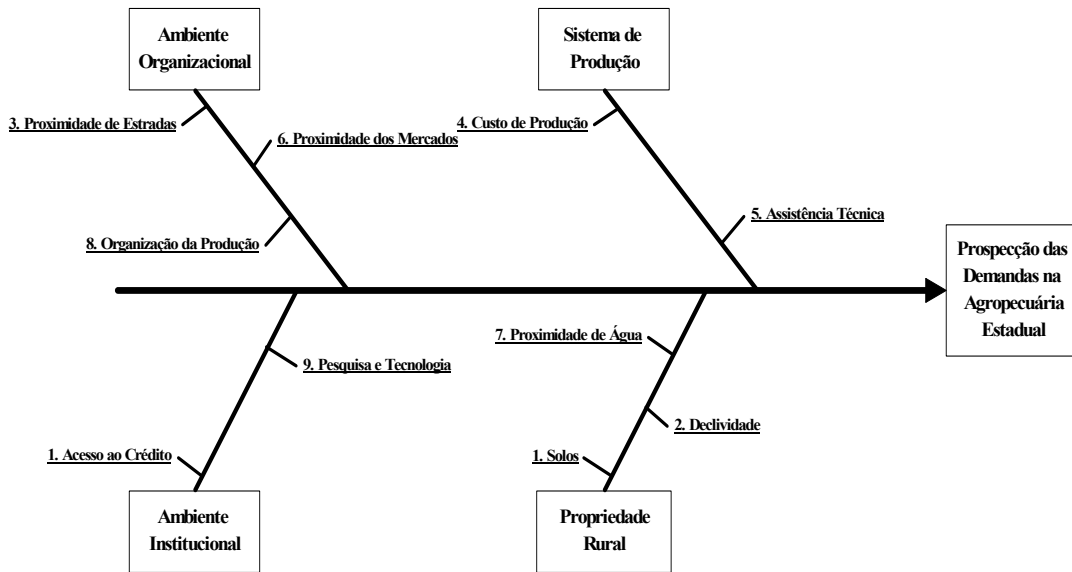 Ambiente
Organizacional
Sistema de
Produção
3. Proximidade de Estradas
4. Custo de Produção
6. Proximidade dos Mercados
5. Assistência Técnica
8. Organização da Produção
Prospecção das
Demandas na
Agropecuária
Estadual
7. Proximidade de Água
9. Pesquisa e Tecnologia
2. Declividade
1. Acesso ao Crédito
1. Solos
Ambiente
Institucional
Propriedade
Rural